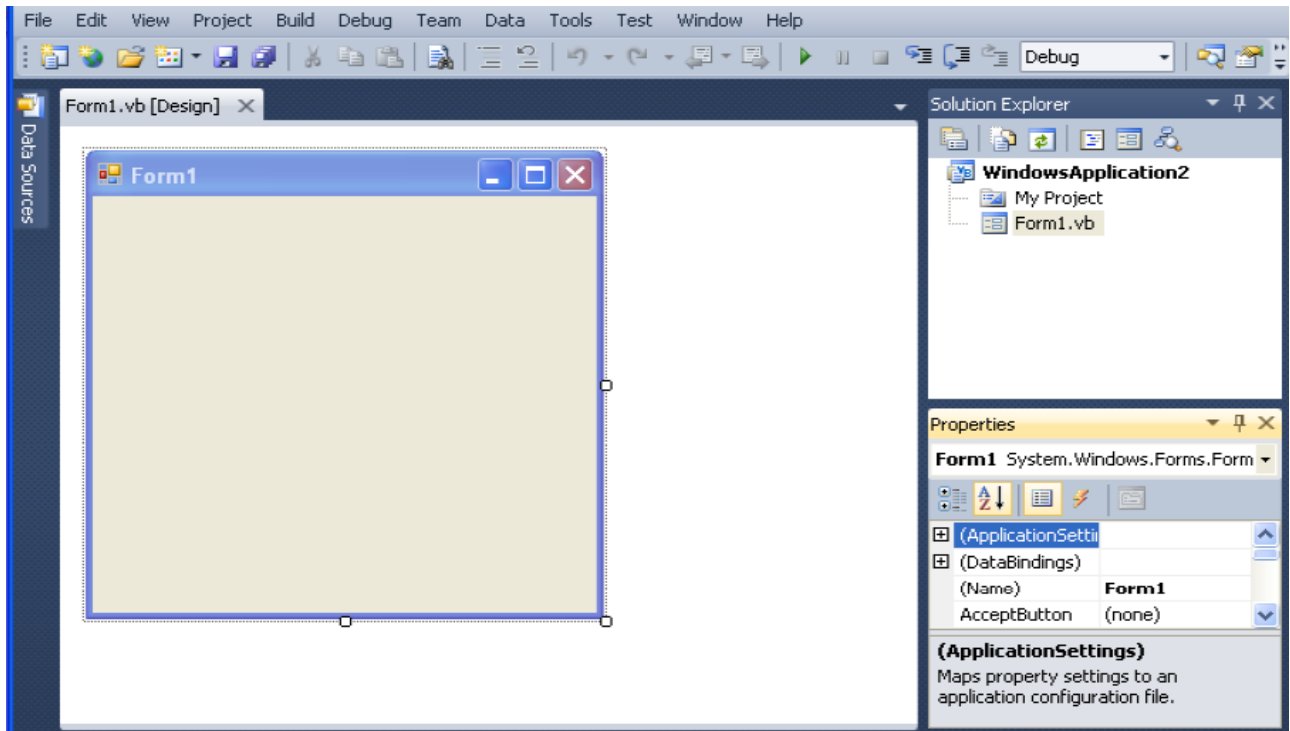 File Edit View Project Build Debug Team Data Tools Test Window Help
Debug
Data Sources
Form1.vb [Design]
Form1
Solution Explorer
WindowsApplication2
My Project
Form1.vb
Properties
Form1 System.Windows.Forms.Form
(ApplicationSetti
(DataBindings)
(Name) Form1
AcceptButton (none)
(ApplicationSettings)
Maps property settings to an
application configuration file.